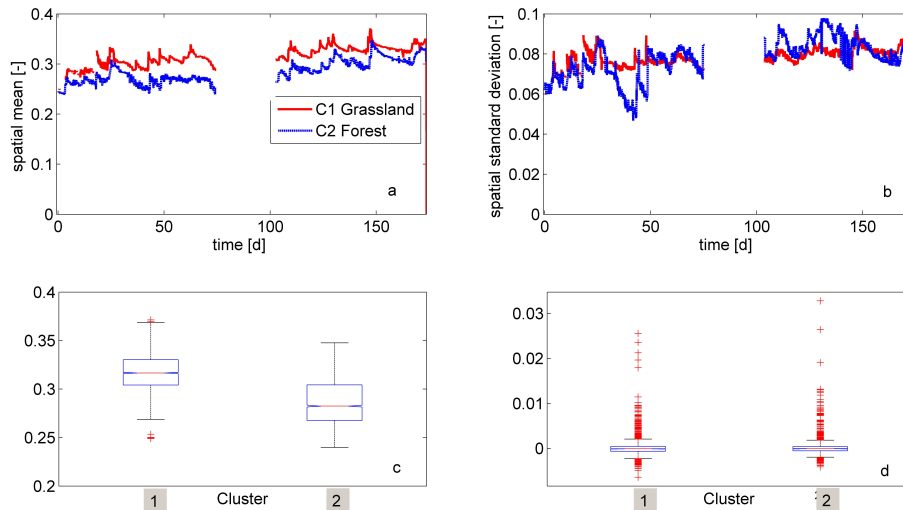 0.4
0.3
0.2
0.1
0
spatial mean [-]
C1 Grassland
C2 Forest
a
0
50
100
150
time [d]
0.1
0.08
0.06
0.04
0.02
0
spatial standard deviation [-]
b
0
50
100
150
time [d]
0.4
0.35
0.3
0.25
0.2
c
1
Cluster
2
0.03
0.02
0.01
0
d
1
Cluster
2